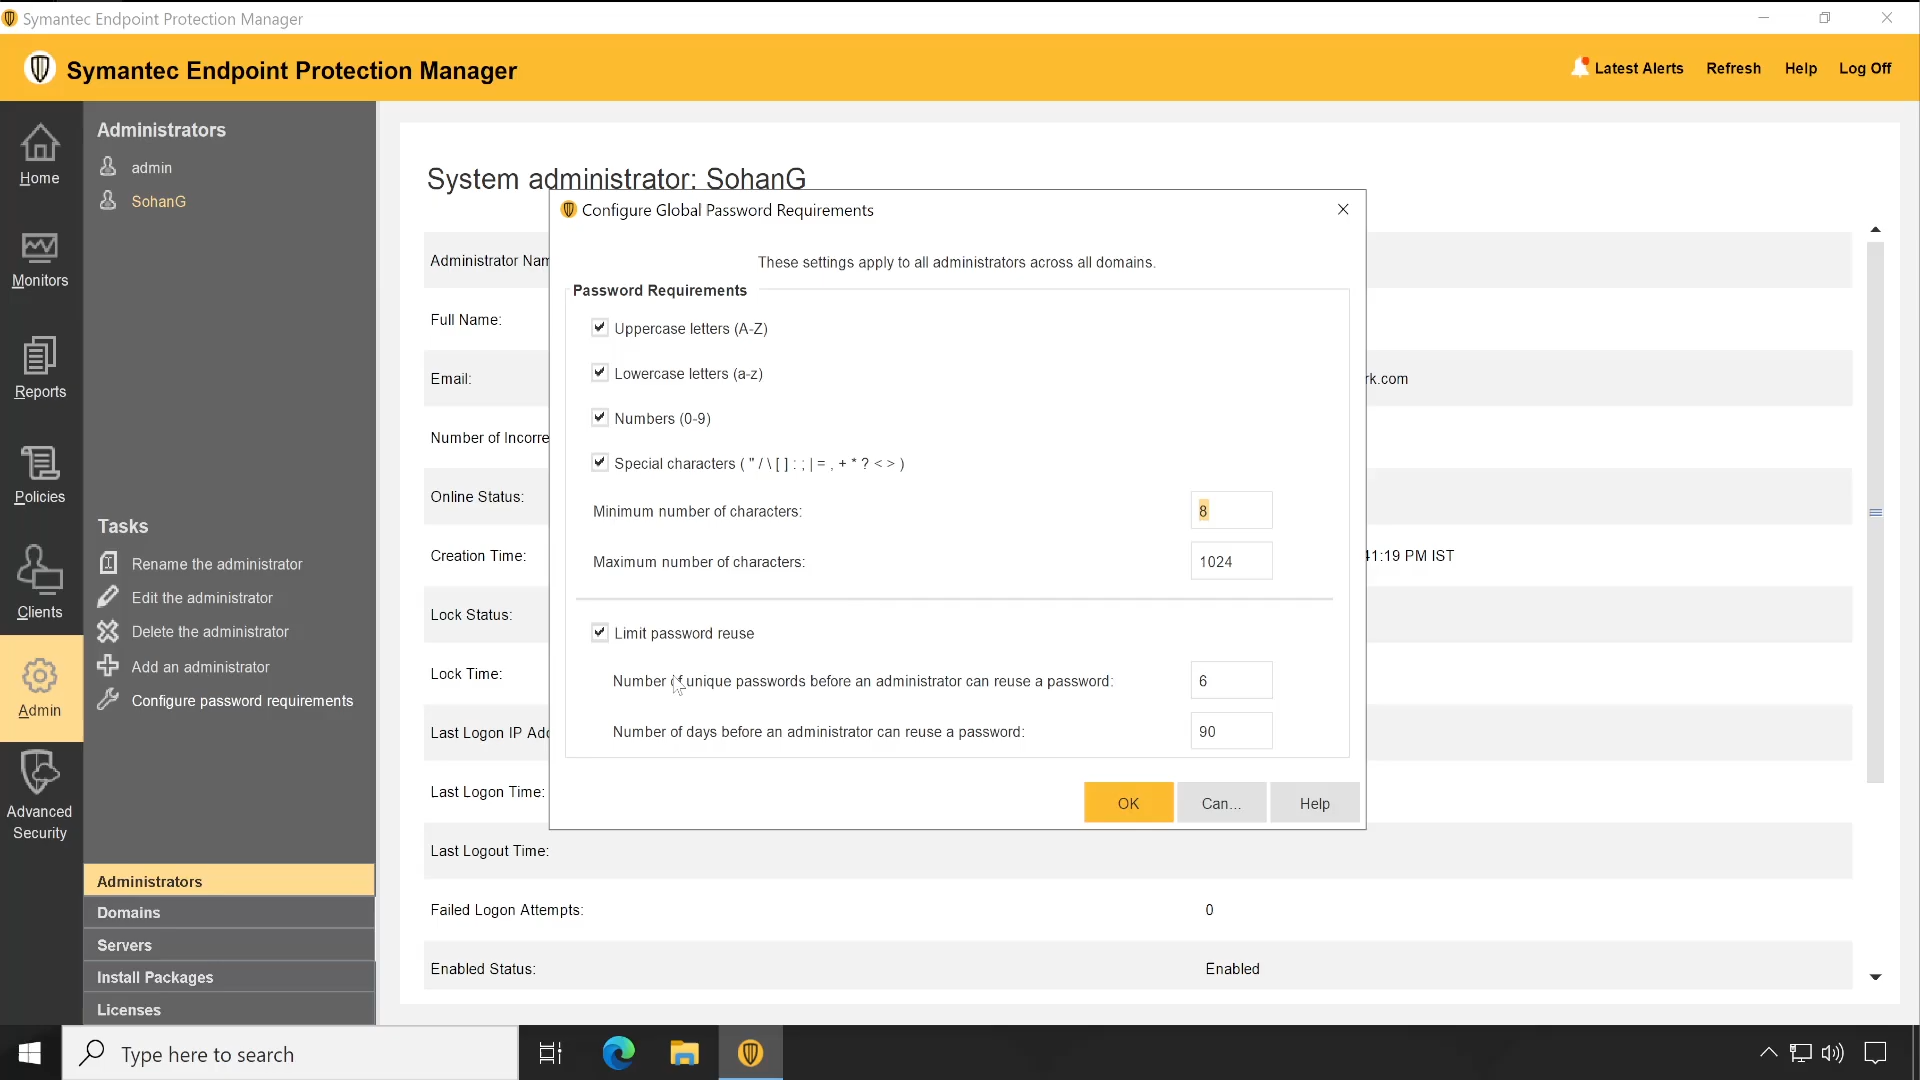 Symantec Endpoint Protection Manager
Symantec Endpoint Protection Manager
Latest Alerts
Refresh
Help
Log Off
Home
Monitors
Reports
Policies
Clients
Admin
Advanced
Security
Administrators
admin
SohanG
Tasks
Rename the administrator
Edit the administrator
Delete the administrator
Add an administrator
Configure password requirements
Administrators
Domains
Servers
Install Packages
Licenses
System administrator: SohanG
Administrator Nam
Full Name:
Email:
rk.com
Number of Incorre
Online Status:
Creation Time:
41:19 PM IST
Lock Status:
Lock Time:
Last Logon IP Add
Last Logon Time:
Last Logout Time:
Failed Logon Attempts:
0
Enabled Status:
Enabled
Configure Global Password Requirements
These settings apply to all administrators across all domains.
Password Requirements
Uppercase letters (A-Z)
Lowercase letters (a-z)
Numbers (0-9)
Special characters ( " / \ [ ] : ; | = , + * ? < > )
Minimum number of characters:
8
Maximum number of characters:
1024
Limit password reuse
Number of unique passwords before an administrator can reuse a password:
6
Number of days before an administrator can reuse a password:
90
OK
Can...
Help
Type here to search